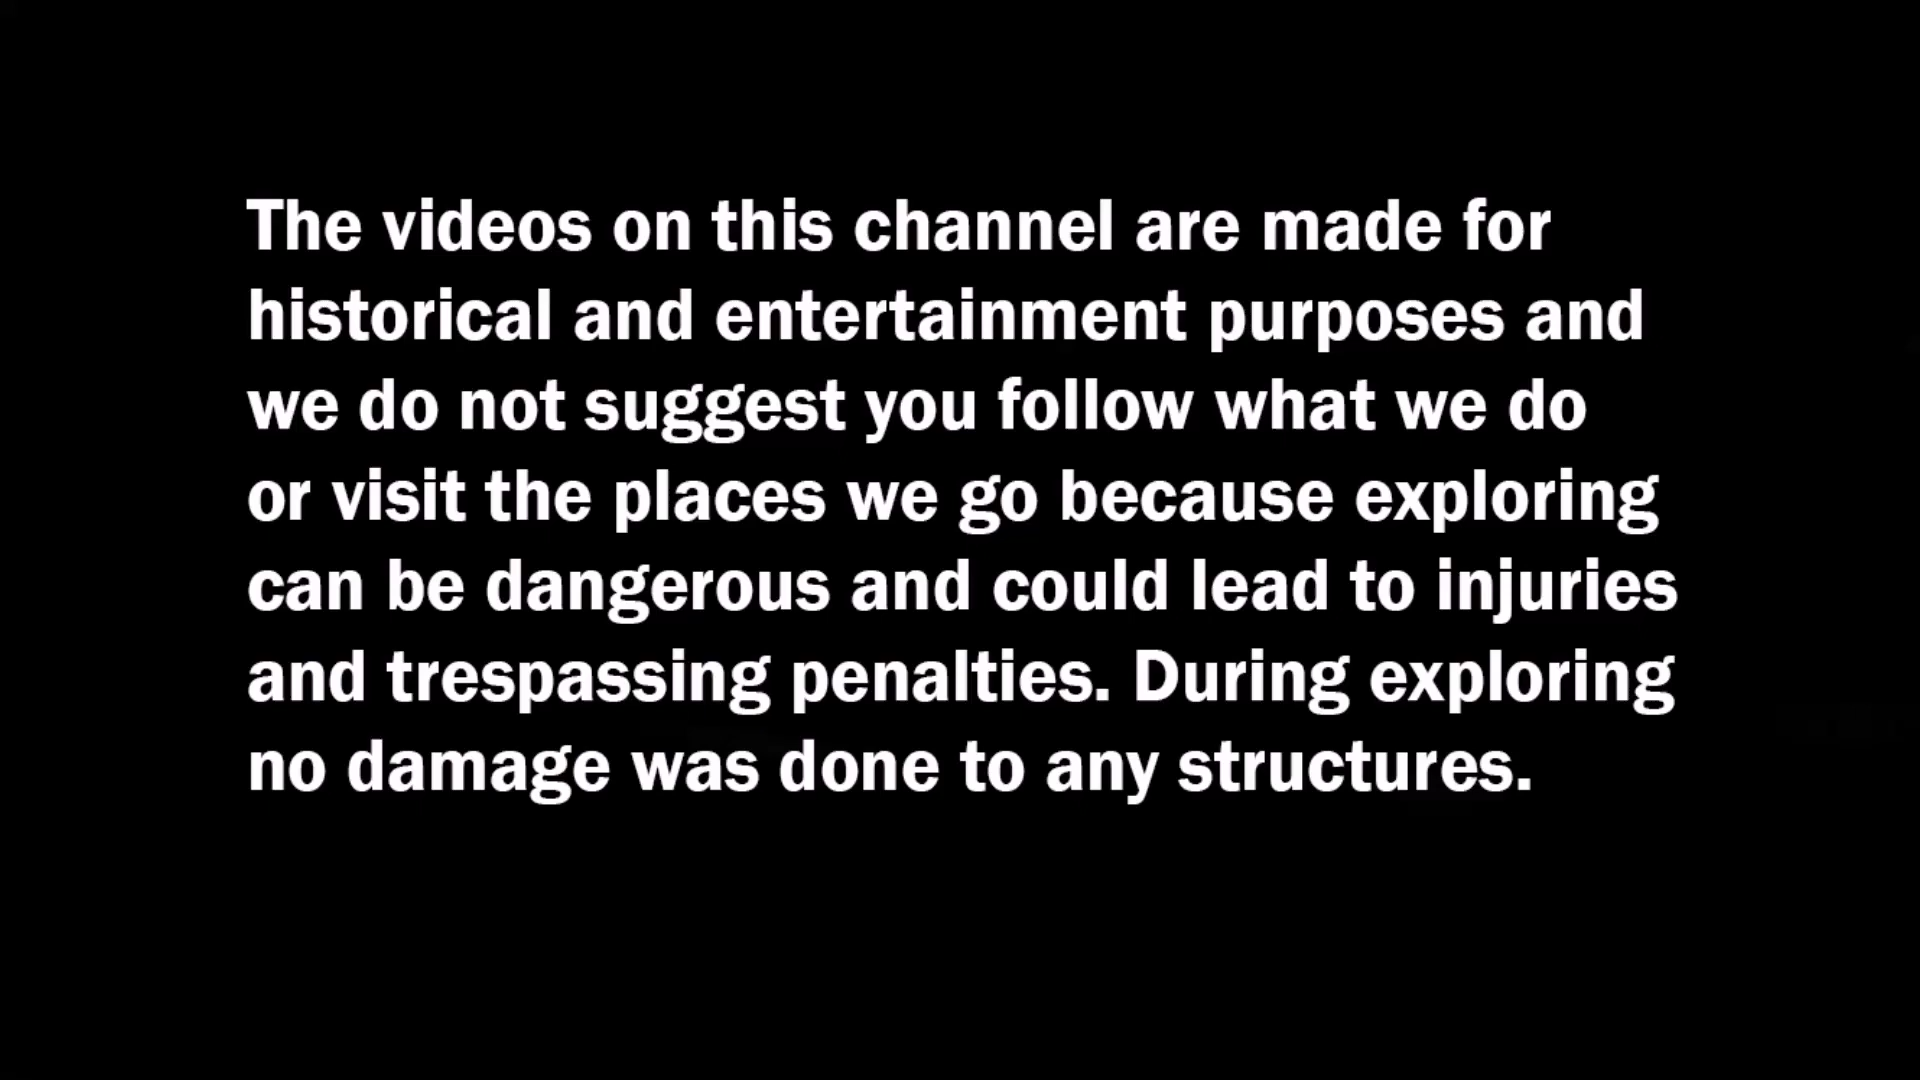 The videos on this channel are made for
historical and entertainment purposes and
we do not suggest you follow what we do
or visit the places we go because exploring
can be dangerous and could lead to injuries
and trespassing penalties. During exploring
no damage was done to any structures.